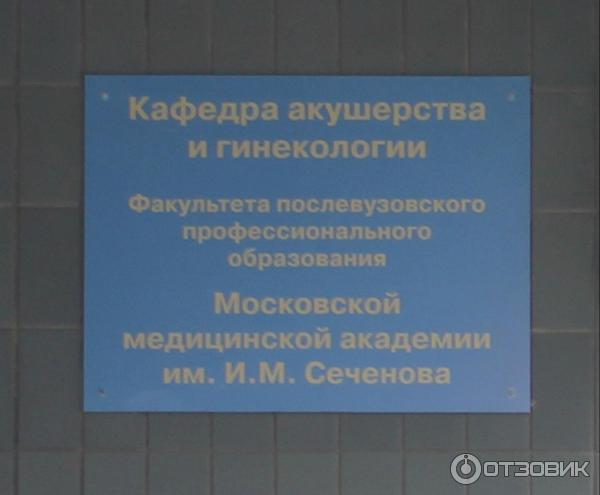 Кафедра акушерства
и гинекологии
Факультета послевузовского
профессионального
образования
Московской
медицинской академии
им. И.М. Сеченова
ОТЗОВИК